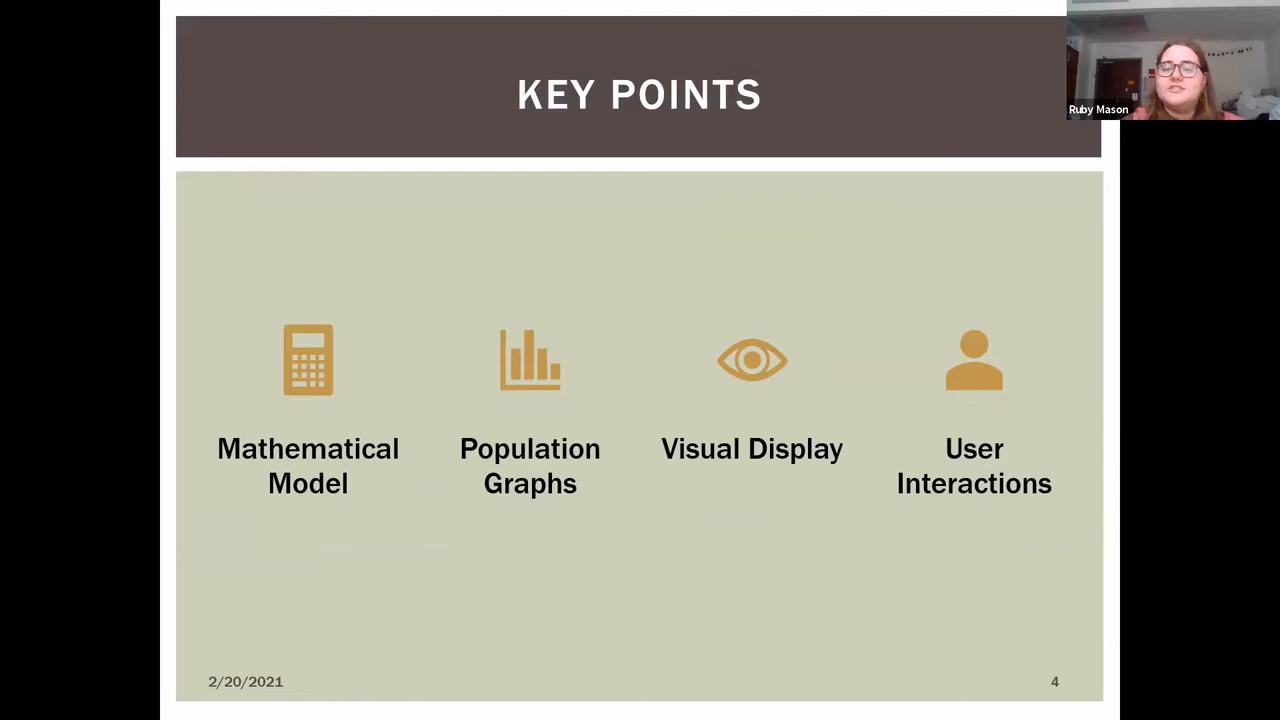 KEY POINTS
Ruby Mason
Mathematical
Model
Population
Graphs
Visual Display
User
Interactions
2/20/2021
4